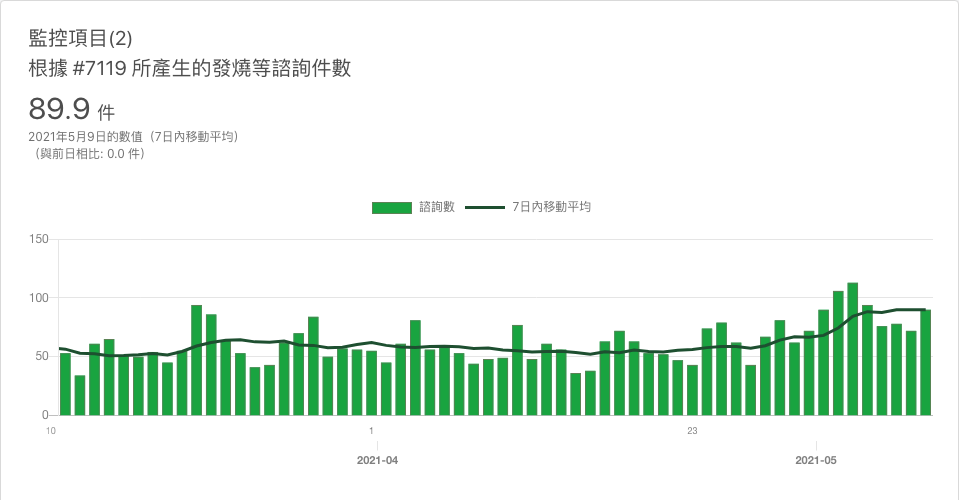 監控項目(2)
根據 #7119 所產生的發燒等諮詢件數
89.9 件
2021年5月9日的數值（7日內移動平均）
（與前日相比: 0.0 件）
諮詢數 7日內移動平均
150
100
50
0
10 1 23
2021-04 2021-05